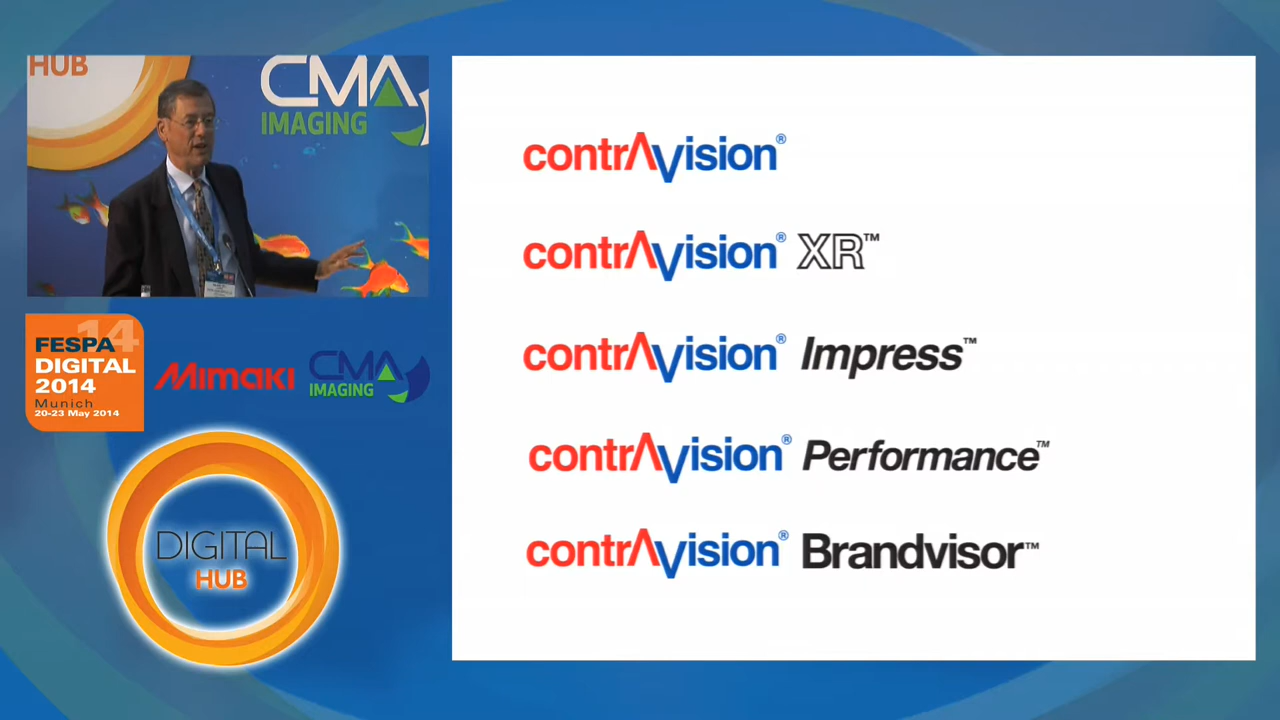 HUB
CMA
IMAGING
FESPA 14
DIGITAL
2014
Munich
20-23 May 2014
Mimaki
CMA
IMAGING
DIGITAL
HUB
contrAvision®
contrAvision® XR™
contrAvision® Impress™
contrAvision® Performance™
contrAvision® Brandvisor™